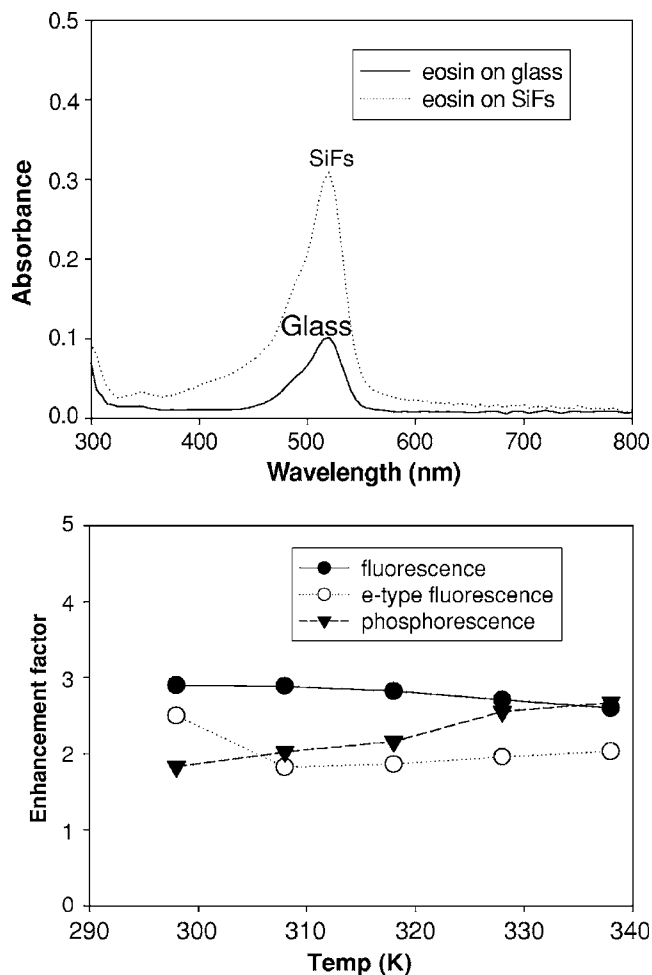 0.5
0.4
0.3
0.2
0.1
0.0
Absorbance
eosin on glass
eosin on SiFs
SiFs
Glass
300 400 500 600 700 800
Wavelength (nm)
5
4
3
2
1
0
Enhancement factor
fluorescence
e-type fluorescence
phosphorescence
290 300 310 320 330 340
Temp (K)